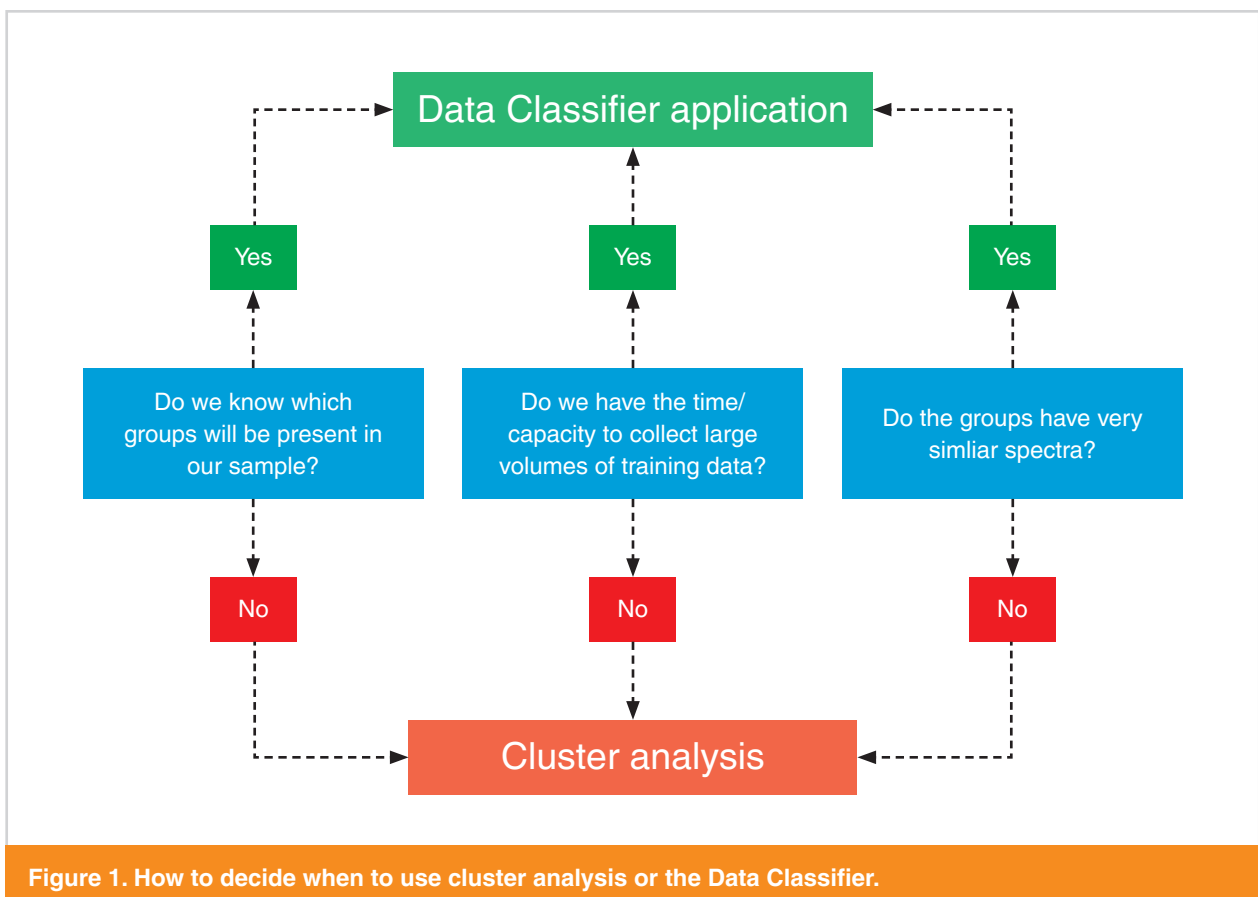 Data Classifier application
Yes
Yes
Yes
Do we know which
groups will be present in
our sample?
Do we have the time/
capacity to collect large
volumes of training data?
Do the groups have very
simliar spectra?
No
No
No
Cluster analysis
Figure 1. How to decide when to use cluster analysis or the Data Classifier.